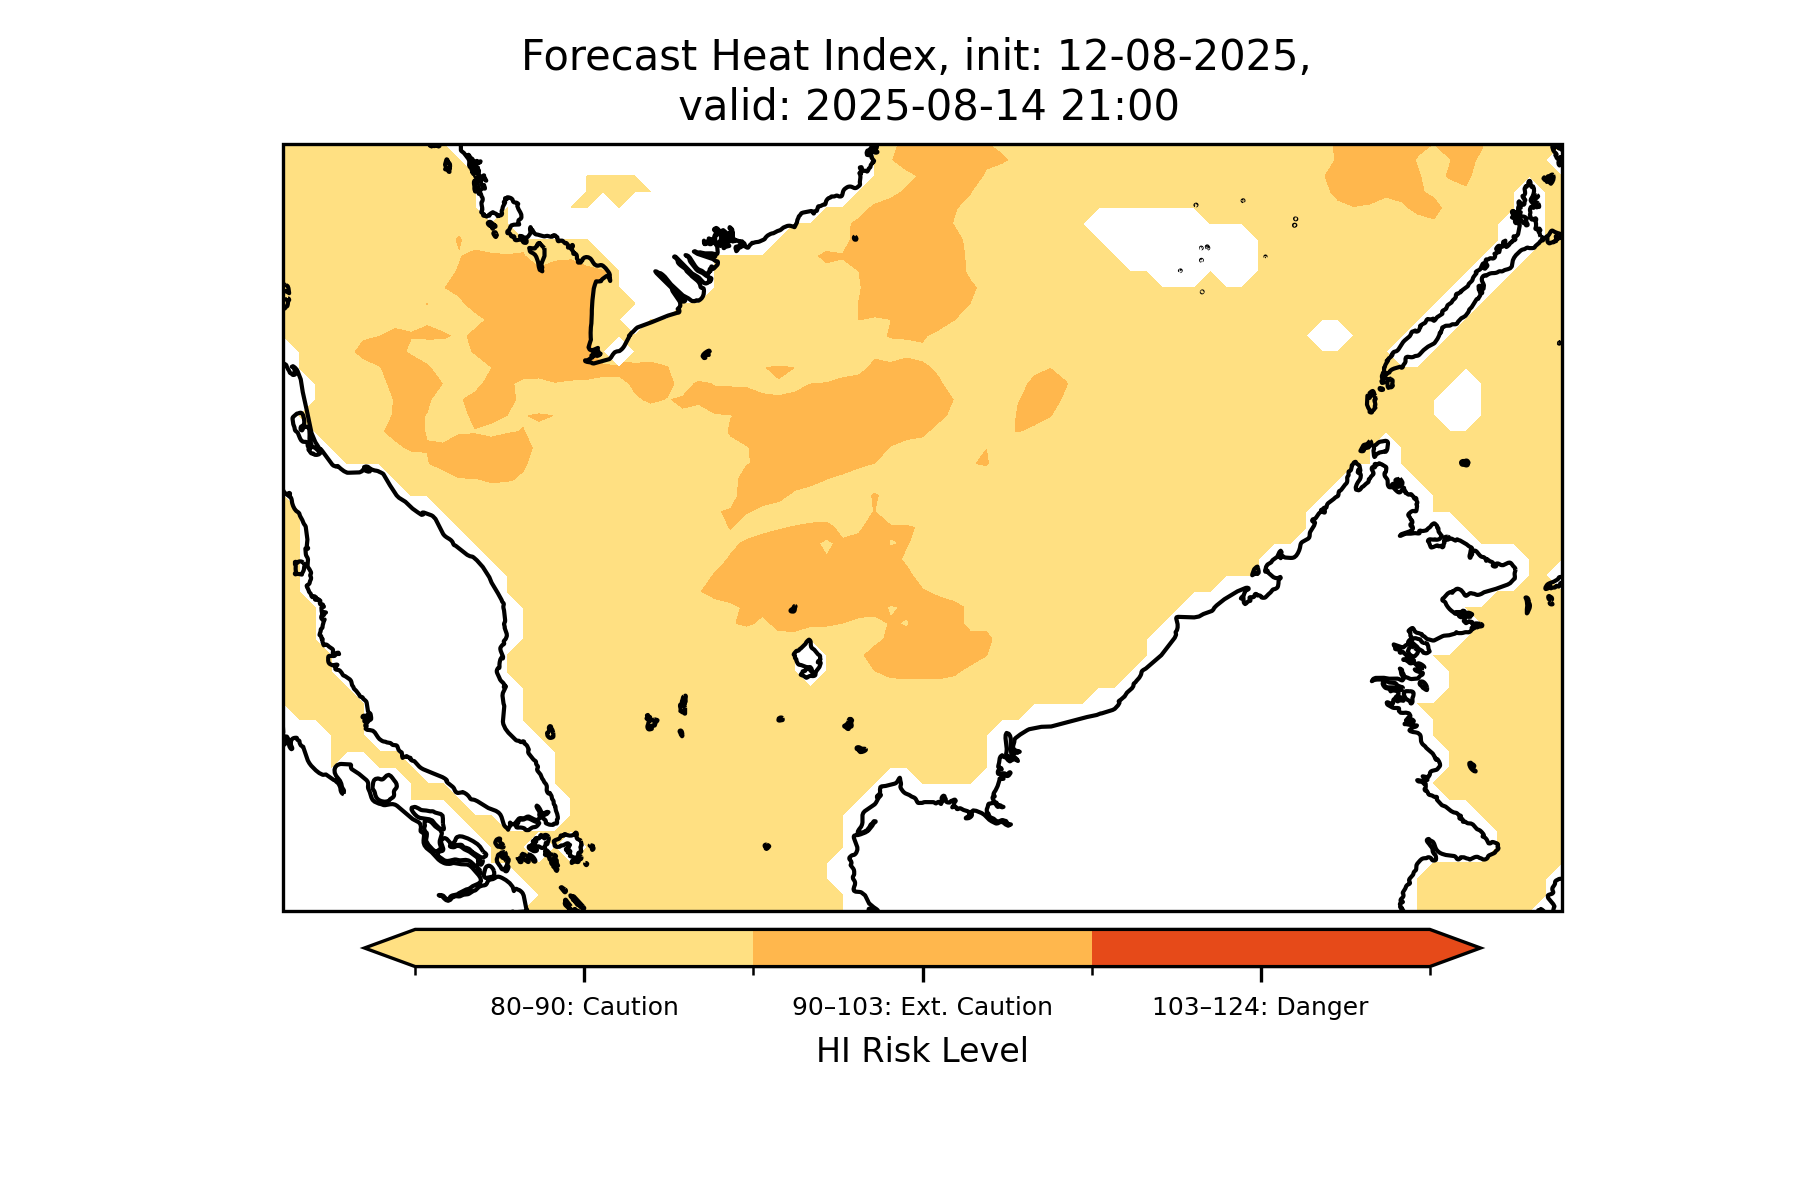 Forecast Heat Index, init: 12-08-2025,
valid: 2025-08-14 21:00
80–90: Caution
90–103: Ext. Caution
103–124: Danger
HI Risk Level